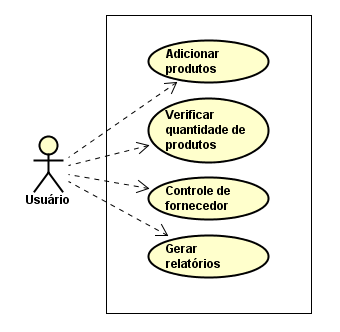 Adicionar
produtos
Verificar
quantidade de
produtos
Usuário
Controle de
fornecedor
Gerar
relatórios